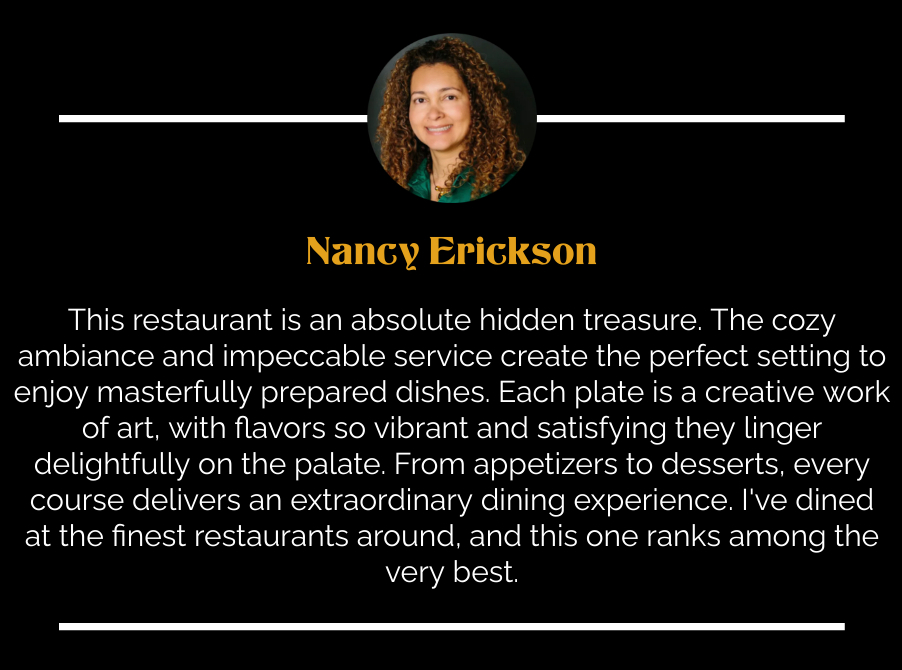 Nancy Erickson
This restaurant is an absolute hidden treasure. The cozy
ambiance and impeccable service create the perfect setting to
enjoy masterfully prepared dishes. Each plate is a creative work
of art, with flavors so vibrant and satisfying they linger
delightfully on the palate. From appetizers to desserts, every
course delivers an extraordinary dining experience. I've dined
at the finest restaurants around, and this one ranks among the
very best.